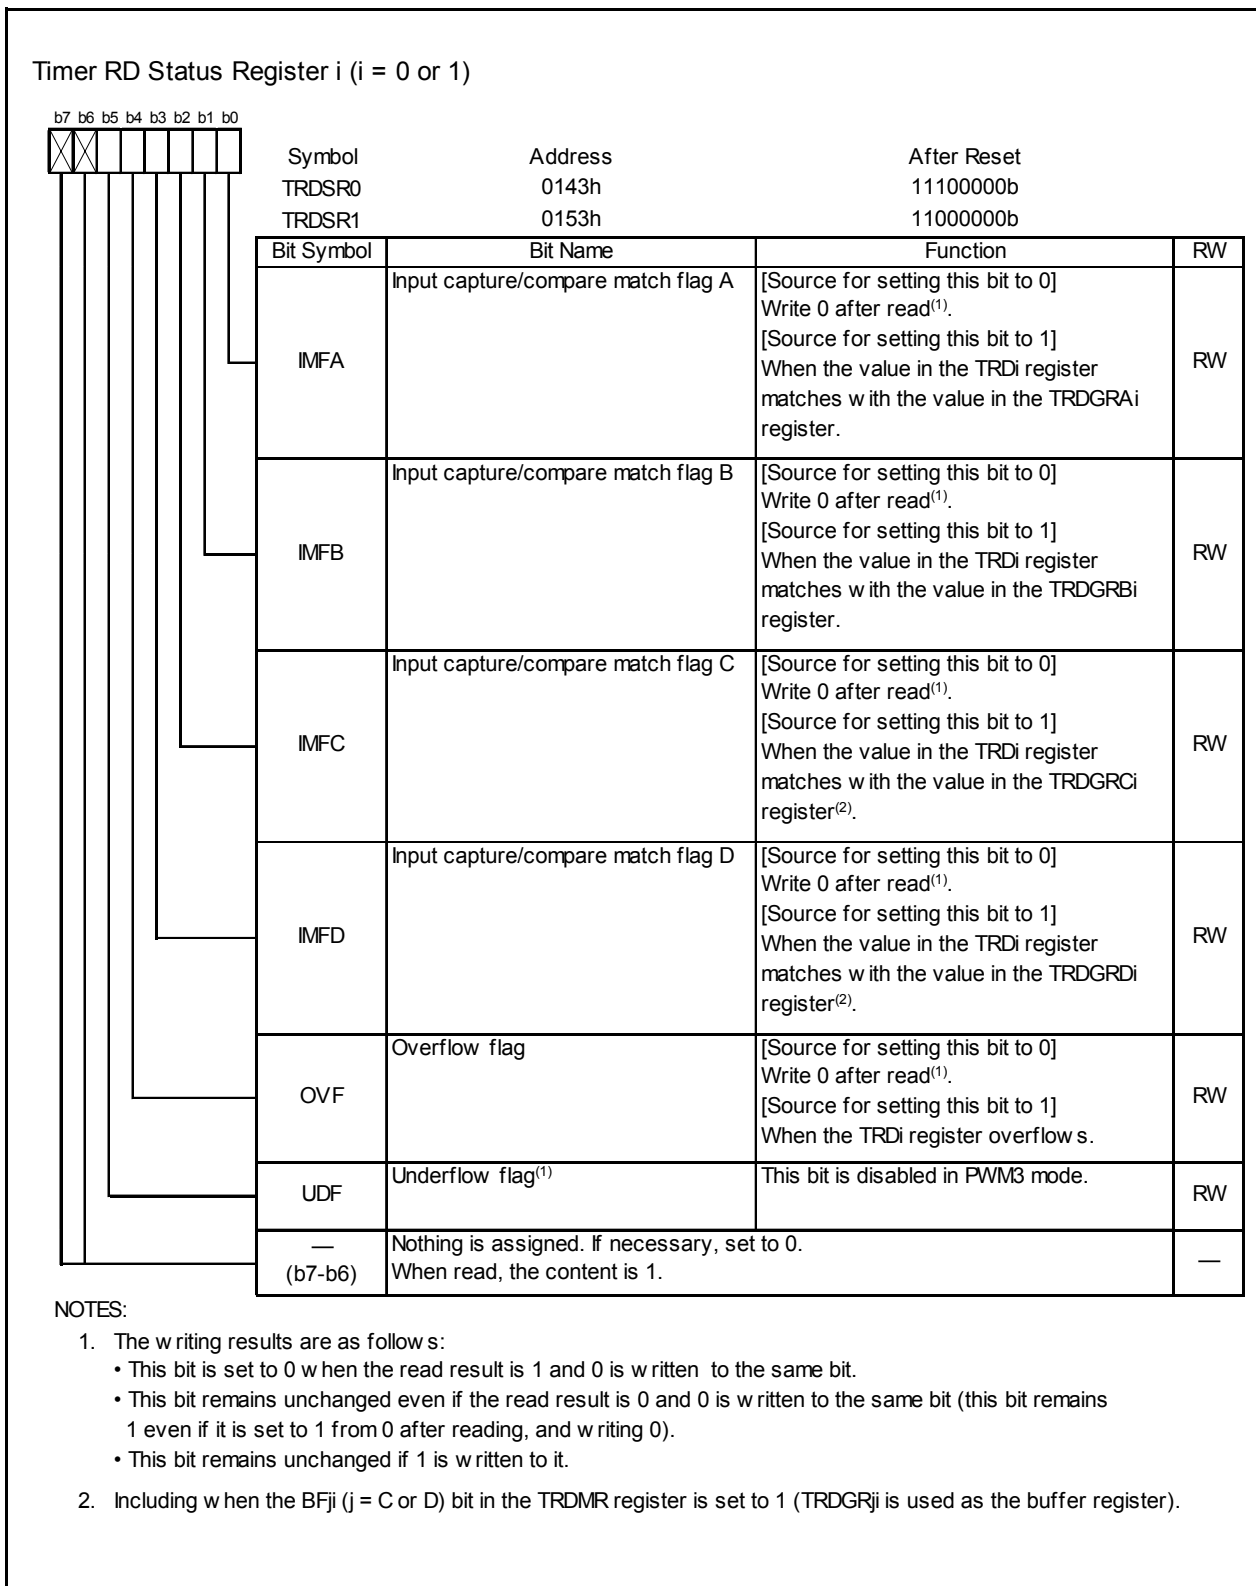 Timer RD Status Register i (i = 0 or 1)
b7 b6 b5 b4 b3 b2 b1 b0
Symbol Address After Reset
TRDSR0 0143h 11100000b
TRDSR1 0153h 11000000b
Bit Symbol Bit Name Function RW
IMFA Input capture/compare match flag A [Source for setting this bit to 0]
Write 0 after read(1).
[Source for setting this bit to 1]
When the value in the TRDi register
matches with the value in the TRDGRAi
register.
RW
IMFB Input capture/compare match flag B [Source for setting this bit to 0]
Write 0 after read(1).
[Source for setting this bit to 1]
When the value in the TRDi register
matches with the value in the TRDGRBi
register.
RW
IMFC Input capture/compare match flag C [Source for setting this bit to 0]
Write 0 after read(1).
[Source for setting this bit to 1]
When the value in the TRDi register
matches with the value in the TRDGRCi
register(2).
RW
IMFD Input capture/compare match flag D [Source for setting this bit to 0]
Write 0 after read(1).
[Source for setting this bit to 1]
When the value in the TRDi register
matches with the value in the TRDGRDi
register(2).
RW
OVF Overflow flag [Source for setting this bit to 0]
Write 0 after read(1).
[Source for setting this bit to 1]
When the TRDi register overflows.
RW
UDF Underflow flag(1) This bit is disabled in PWM3 mode. RW
— Nothing is assigned. If necessary, set to 0. —
(b7-b6) When read, the content is 1.
NOTES:
1. The writing results are as follows:
• This bit is set to 0 when the read result is 1 and 0 is written to the same bit.
• This bit remains unchanged even if the read result is 0 and 0 is written to the same bit (this bit remains
1 even if it is set to 1 from 0 after reading, and writing 0).
• This bit remains unchanged if 1 is written to it.
2. Including when the BFji (j = C or D) bit in the TRDMR register is set to 1 (TRDGRji is used as the buffer register).